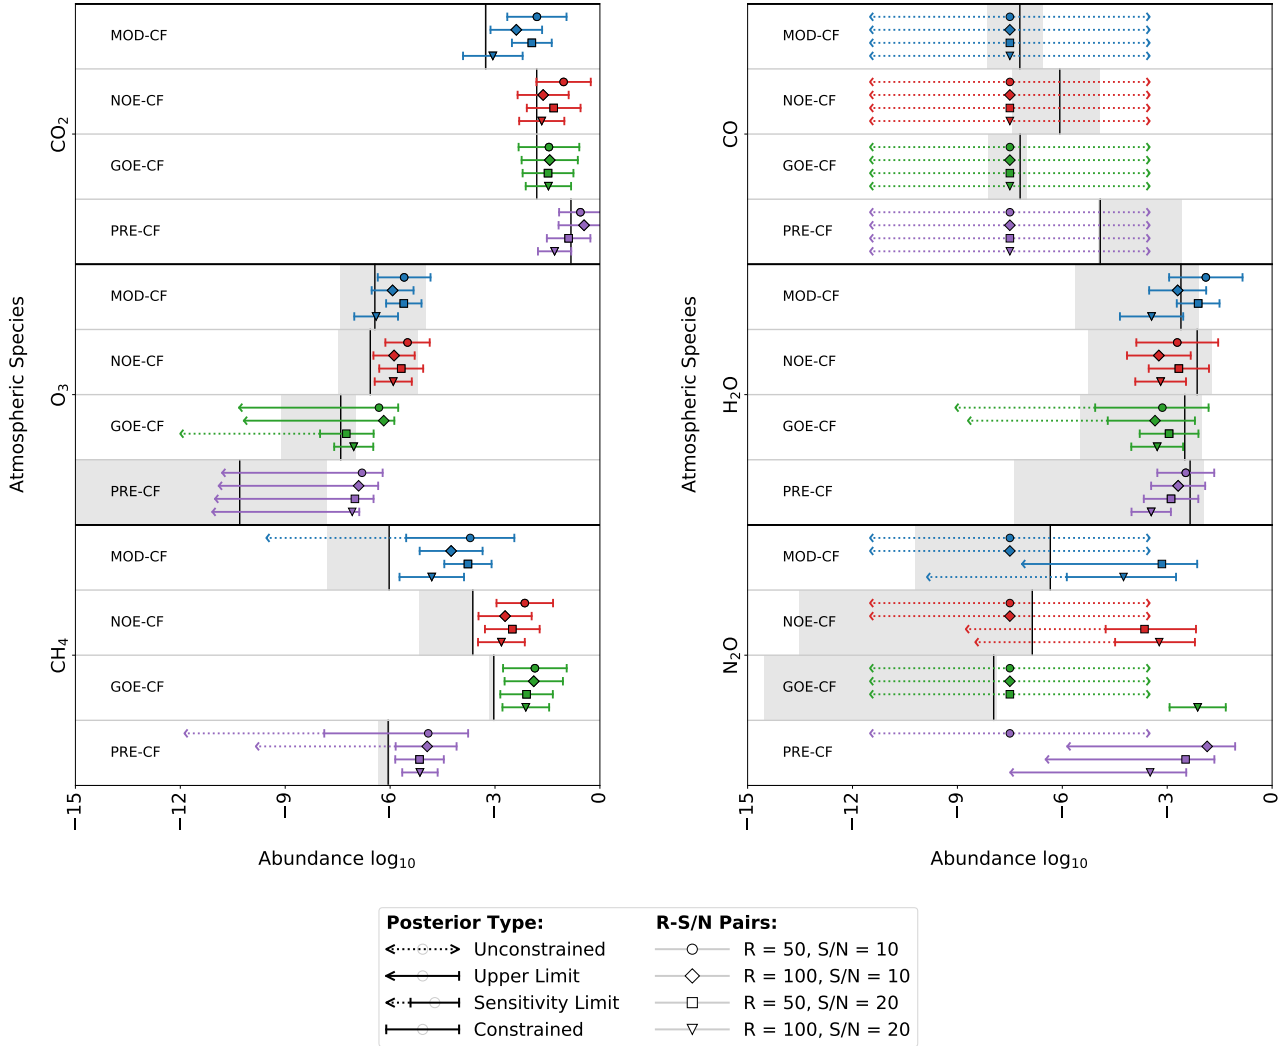 Atmospheric Species
CO2
MOD-CF
NOE-CF
GOE-CF
PRE-CF
O3
MOD-CF
NOE-CF
GOE-CF
PRE-CF
CH4
MOD-CF
NOE-CF
GOE-CF
PRE-CF
−15
−12
−9
−6
−3
0
Abundance log10
Atmospheric Species
CO
MOD-CF
NOE-CF
GOE-CF
PRE-CF
H2O
MOD-CF
NOE-CF
GOE-CF
PRE-CF
N2O
MOD-CF
NOE-CF
GOE-CF
PRE-CF
−15
−12
−9
−6
−3
0
Abundance log10
Posterior Type:
Unconstrained
Upper Limit
Sensitivity Limit
Constrained
R-S/N Pairs:
R = 50, S/N = 10
R = 100, S/N = 10
R = 50, S/N = 20
R = 100, S/N = 20